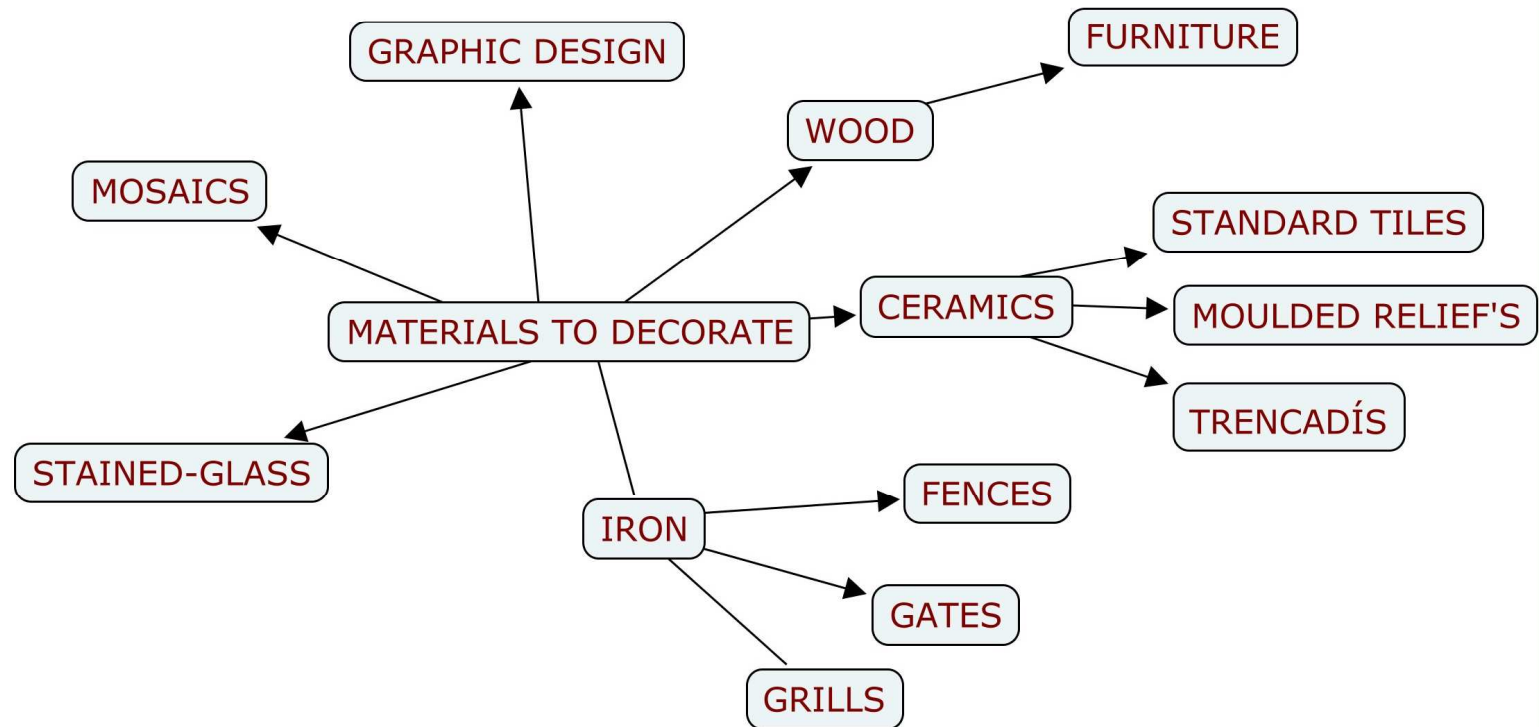 GRAPHIC DESIGN
FURNITURE
WOOD
MOSAICS
STANDARD TILES
CERAMICS
MOULDED RELIEF'S
MATERIALS TO DECORATE
TRENCADÍS
STAINED-GLASS
FENCES
IRON
GATES
GRILLS